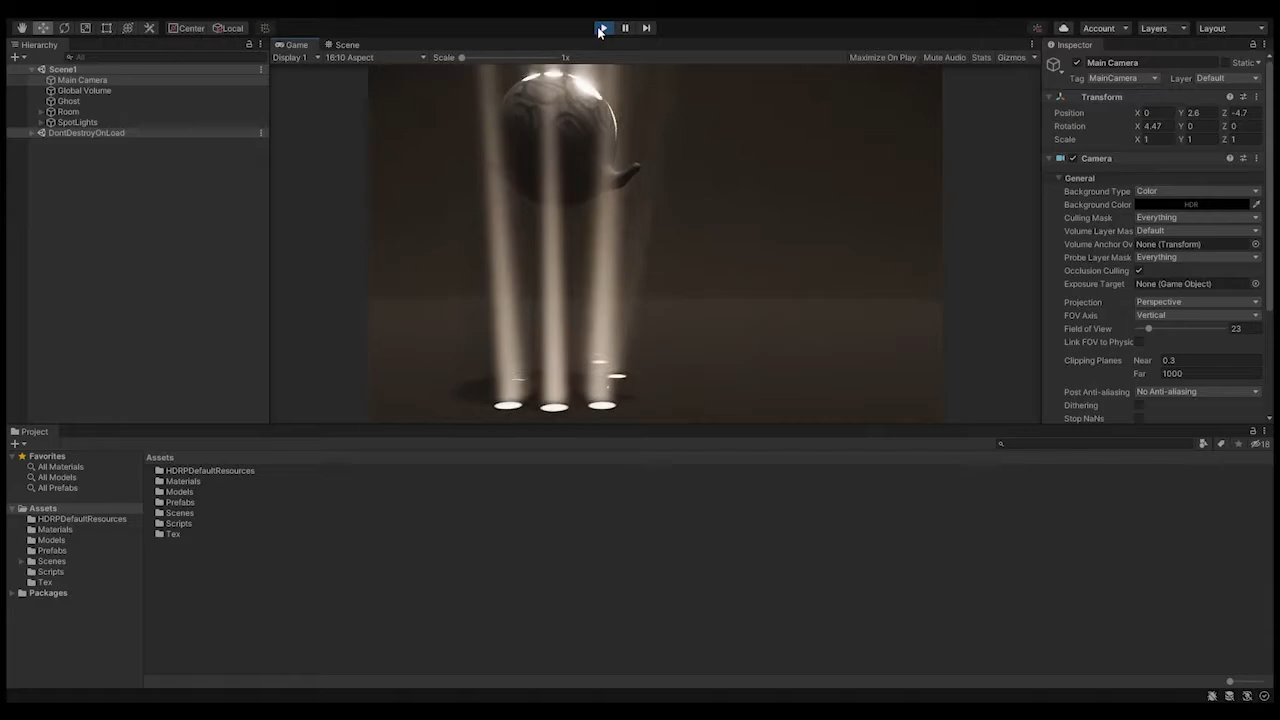 Center Local
Account Layers Layout
Hierarchy
All
Scene1
Main Camera
Global Volume
Ghost
Room
SpotLights
DontDestroyOnLoad
Game Scene
Display 1 16:10 Aspect Scale 1x Maximize On Play Mute Audio Stats Gizmos
Inspector
Main Camera Static
Tag MainCamera Layer Default
Transform
Position X 0 Y 2.6 Z -4.7
Rotation X 4.47 Y 0 Z 0
Scale X 1 Y 1 Z 1
Camera
General
Background Type Color
Background Color HDR
Culling Mask Everything
Volume Layer Mas Default
Volume Anchor Ov None (Transform)
Probe Layer Mask Everything
Occlusion Culling
Exposure Target None (Game Object)
Projection Perspective
FOV Axis Vertical
Field of View 23
Link FOV to Physic
Clipping Planes Near 0.3
Far 1000
Post Anti-aliasing No Anti-aliasing
Dithering
Stop NaNs
Project
18
Favorites
All Materials
All Models
All Prefabs
Assets
HDRPDefaultResources
Materials
Models
Prefabs
Scenes
Scripts
Tex
Packages
Assets
HDRPDefaultResources
Materials
Models
Prefabs
Scenes
Scripts
Tex